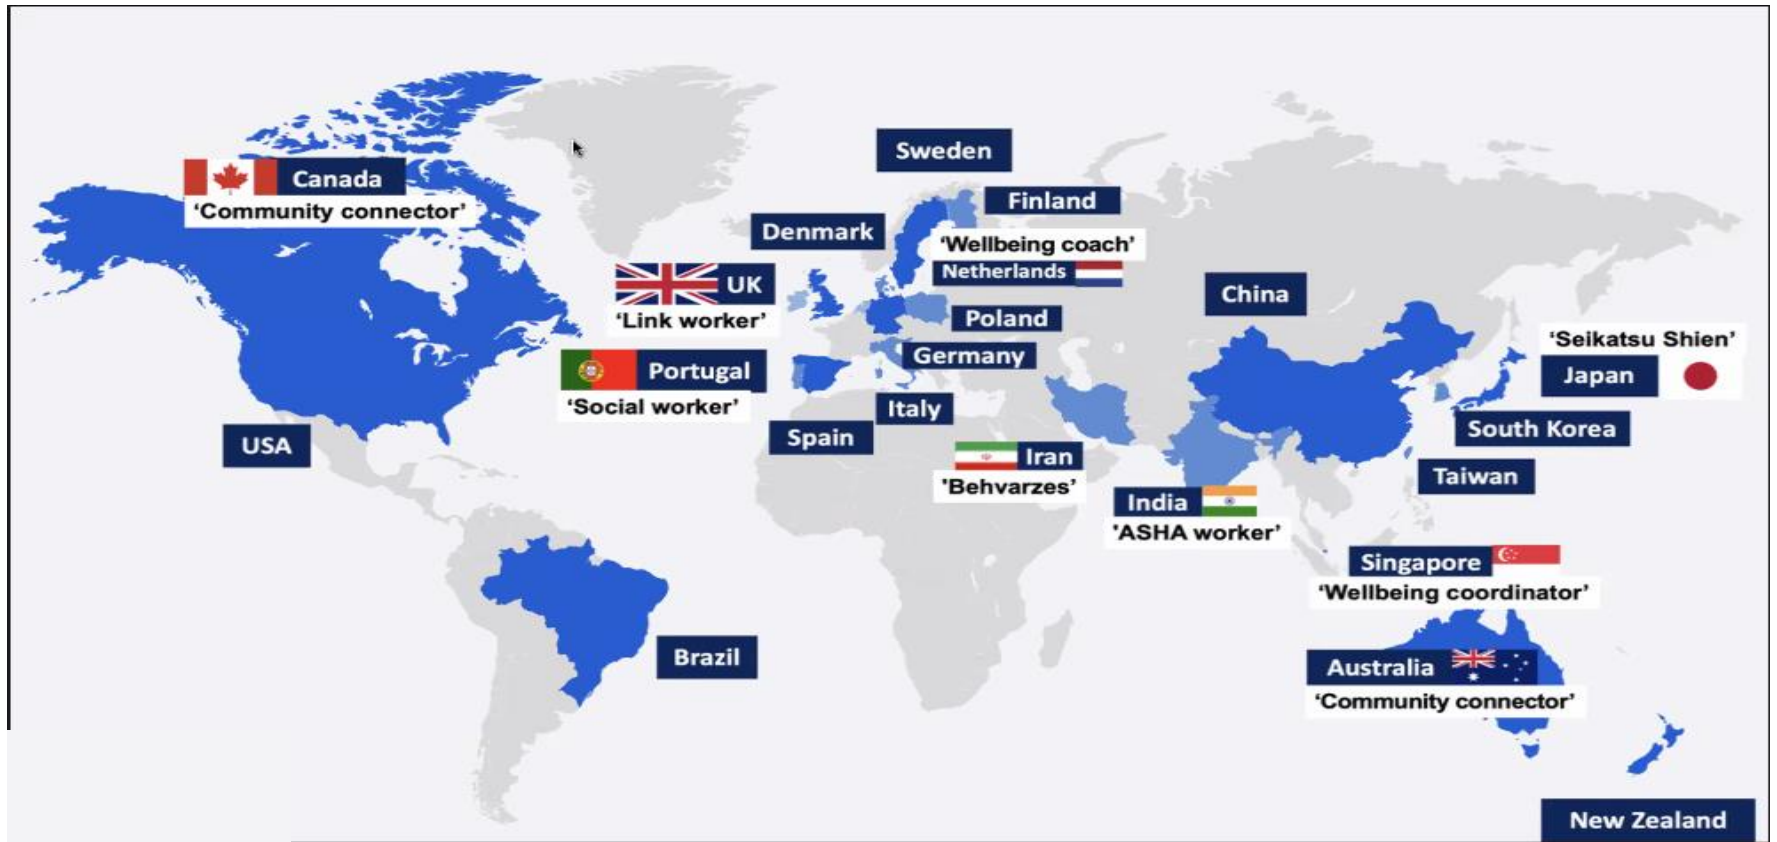 Sweden
Canada
‘Community connector’
Finland
Denmark
‘Wellbeing coach’
Netherlands
UK
‘Link worker’
China
Poland
‘Seikatsu Shien’
Germany
Portugal
‘Social worker’
Japan
Italy
Spain
USA
South Korea
Iran
'Behvarzes’
Taiwan
India
'ASHA worker’
Singapore
‘Wellbeing coordinator’
Brazil
Australia
‘Community connector’
New Zealand